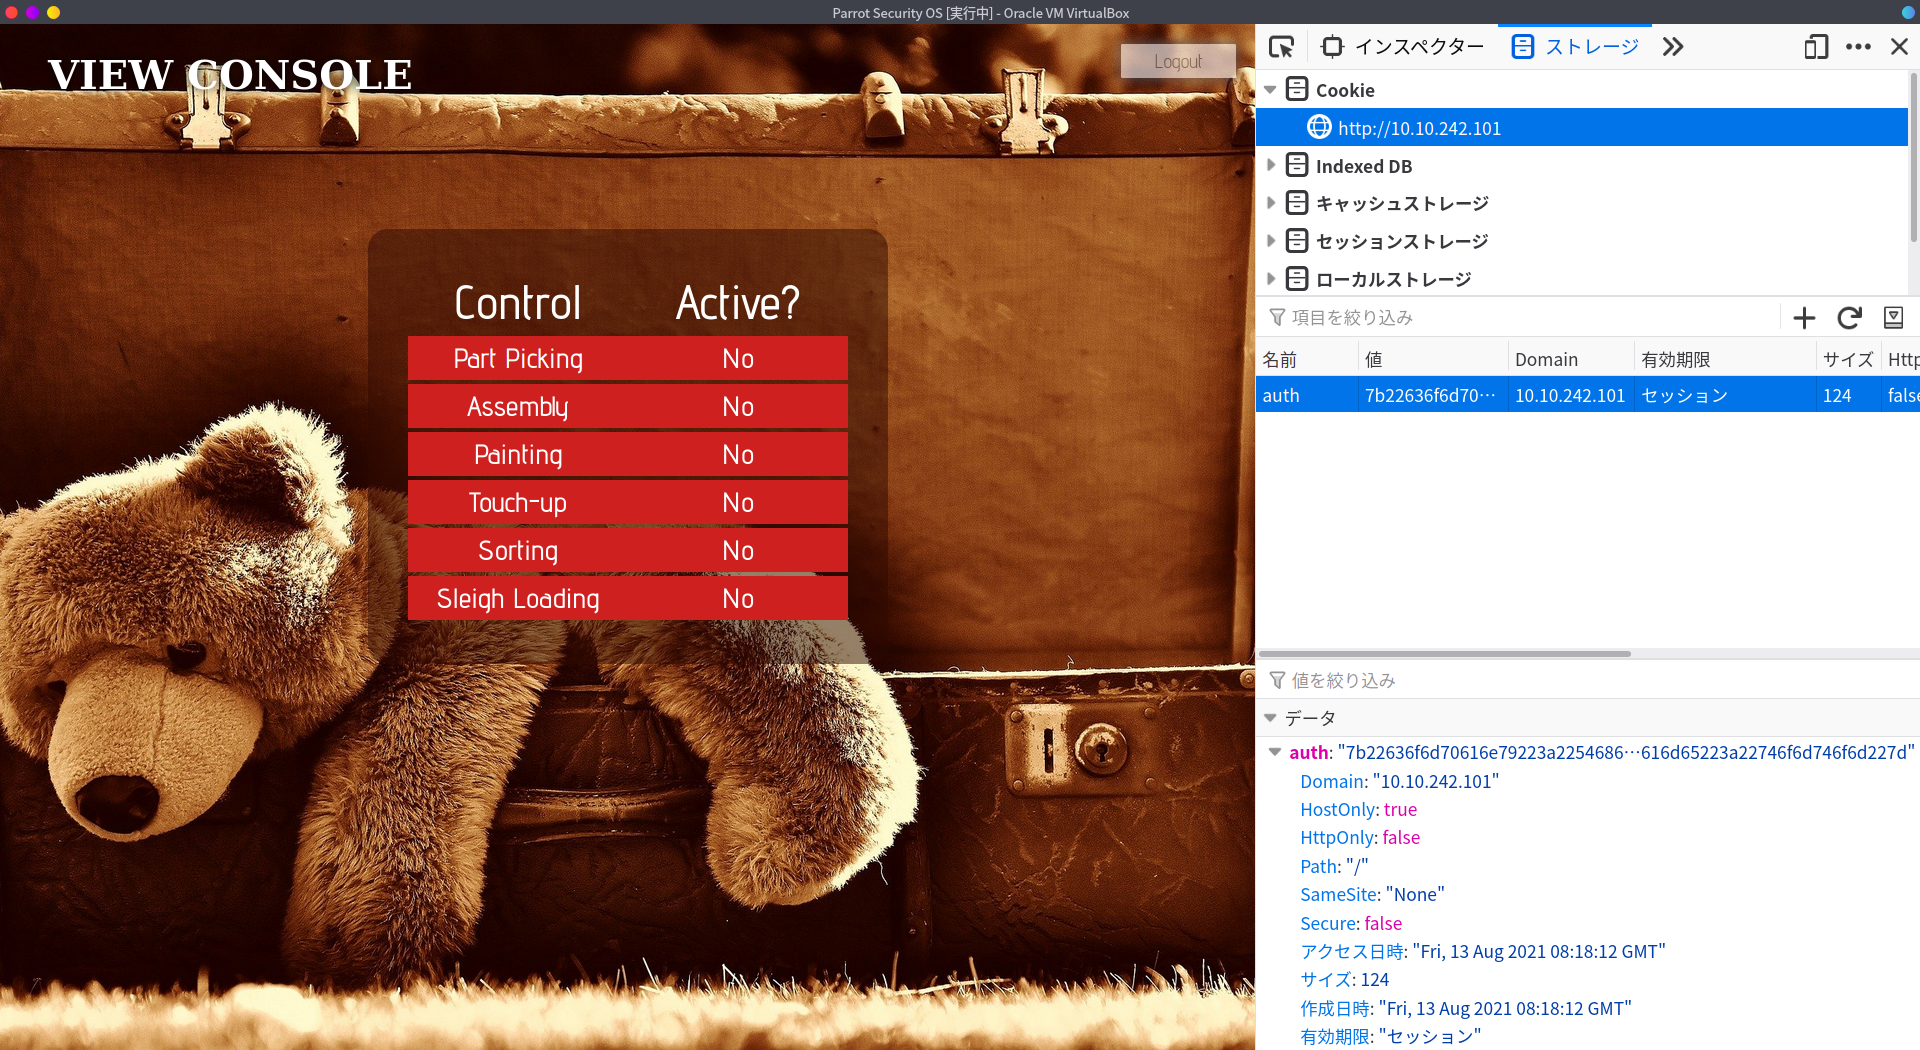 Parrot Security OS [実行中] - Oracle VM VirtualBox
VIEW CONSOLE
Logout
Control Active?
Part Picking No
Assembly No
Painting No
Touch-up No
Sorting No
Sleigh Loading No
インスペクター ストレージ
Cookie
http://10.10.242.101
Indexed DB
キャッシュストレージ
セッションストレージ
ローカルストレージ
項目を絞り込み
名前 値 Domain 有効期限 サイズ Http
auth 7b22636f6d70… 10.10.242.101 セッション 124 false
値を絞り込み
データ
auth: "7b22636f6d70616e79223a2254686…616d65223a22746f6d746f6d227d"
Domain: "10.10.242.101"
HostOnly: true
HttpOnly: false
Path: "/"
SameSite: "None"
Secure: false
アクセス日時: "Fri, 13 Aug 2021 08:18:12 GMT"
サイズ: 124
作成日時: "Fri, 13 Aug 2021 08:18:12 GMT"
有効期限: "セッション"